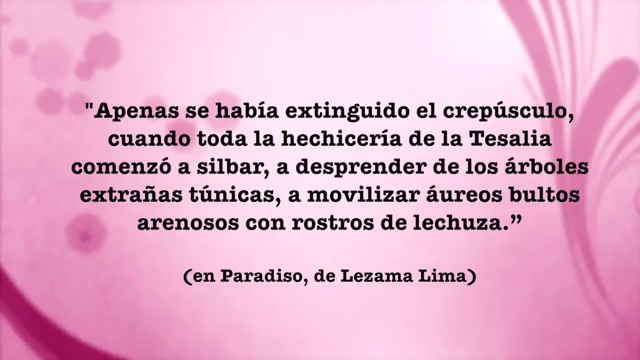 "Apenas se había extinguido el crepúsculo,
cuando toda la hechicería de la Tesalia
comenzó a silbar, a desprender de los árboles
extrañas túnicas, a movilizar áureos bultos
arenosos con rostros de lechuza.”
(en Paradiso, de Lezama Lima)